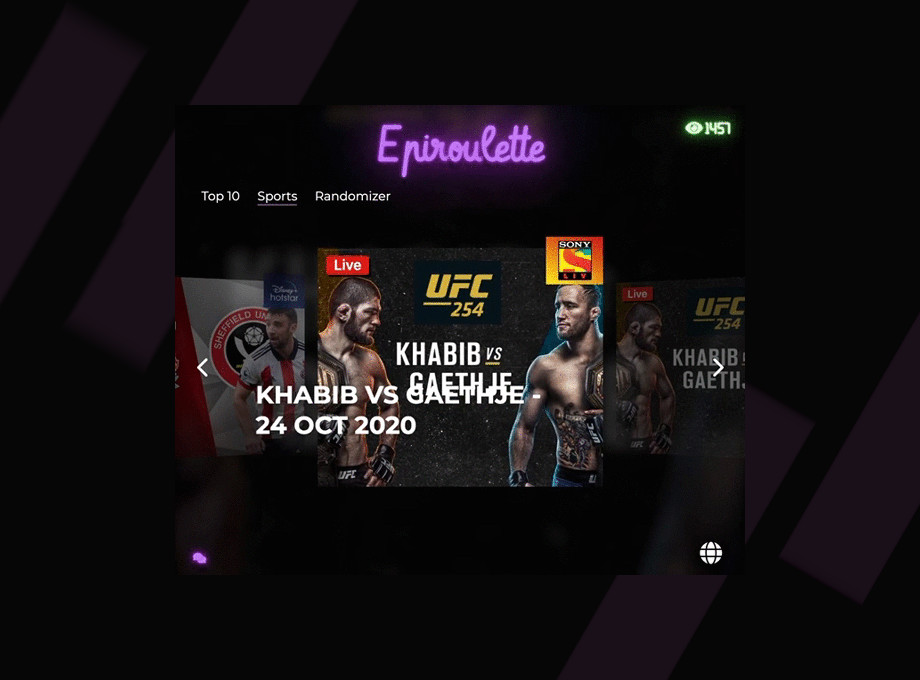 Epiroulette
1457
Top 10 Sports Randomizer
Disney+
hotstar
SHEFFIELD UN
Live
UFC
254
SONY
LIV
KHABIB VS
GAETHJE
KHABIB VS GAETHJE -
24 OCT 2020
UFC
UFC
Live
UFC
254
KHABIB
GAETHJ